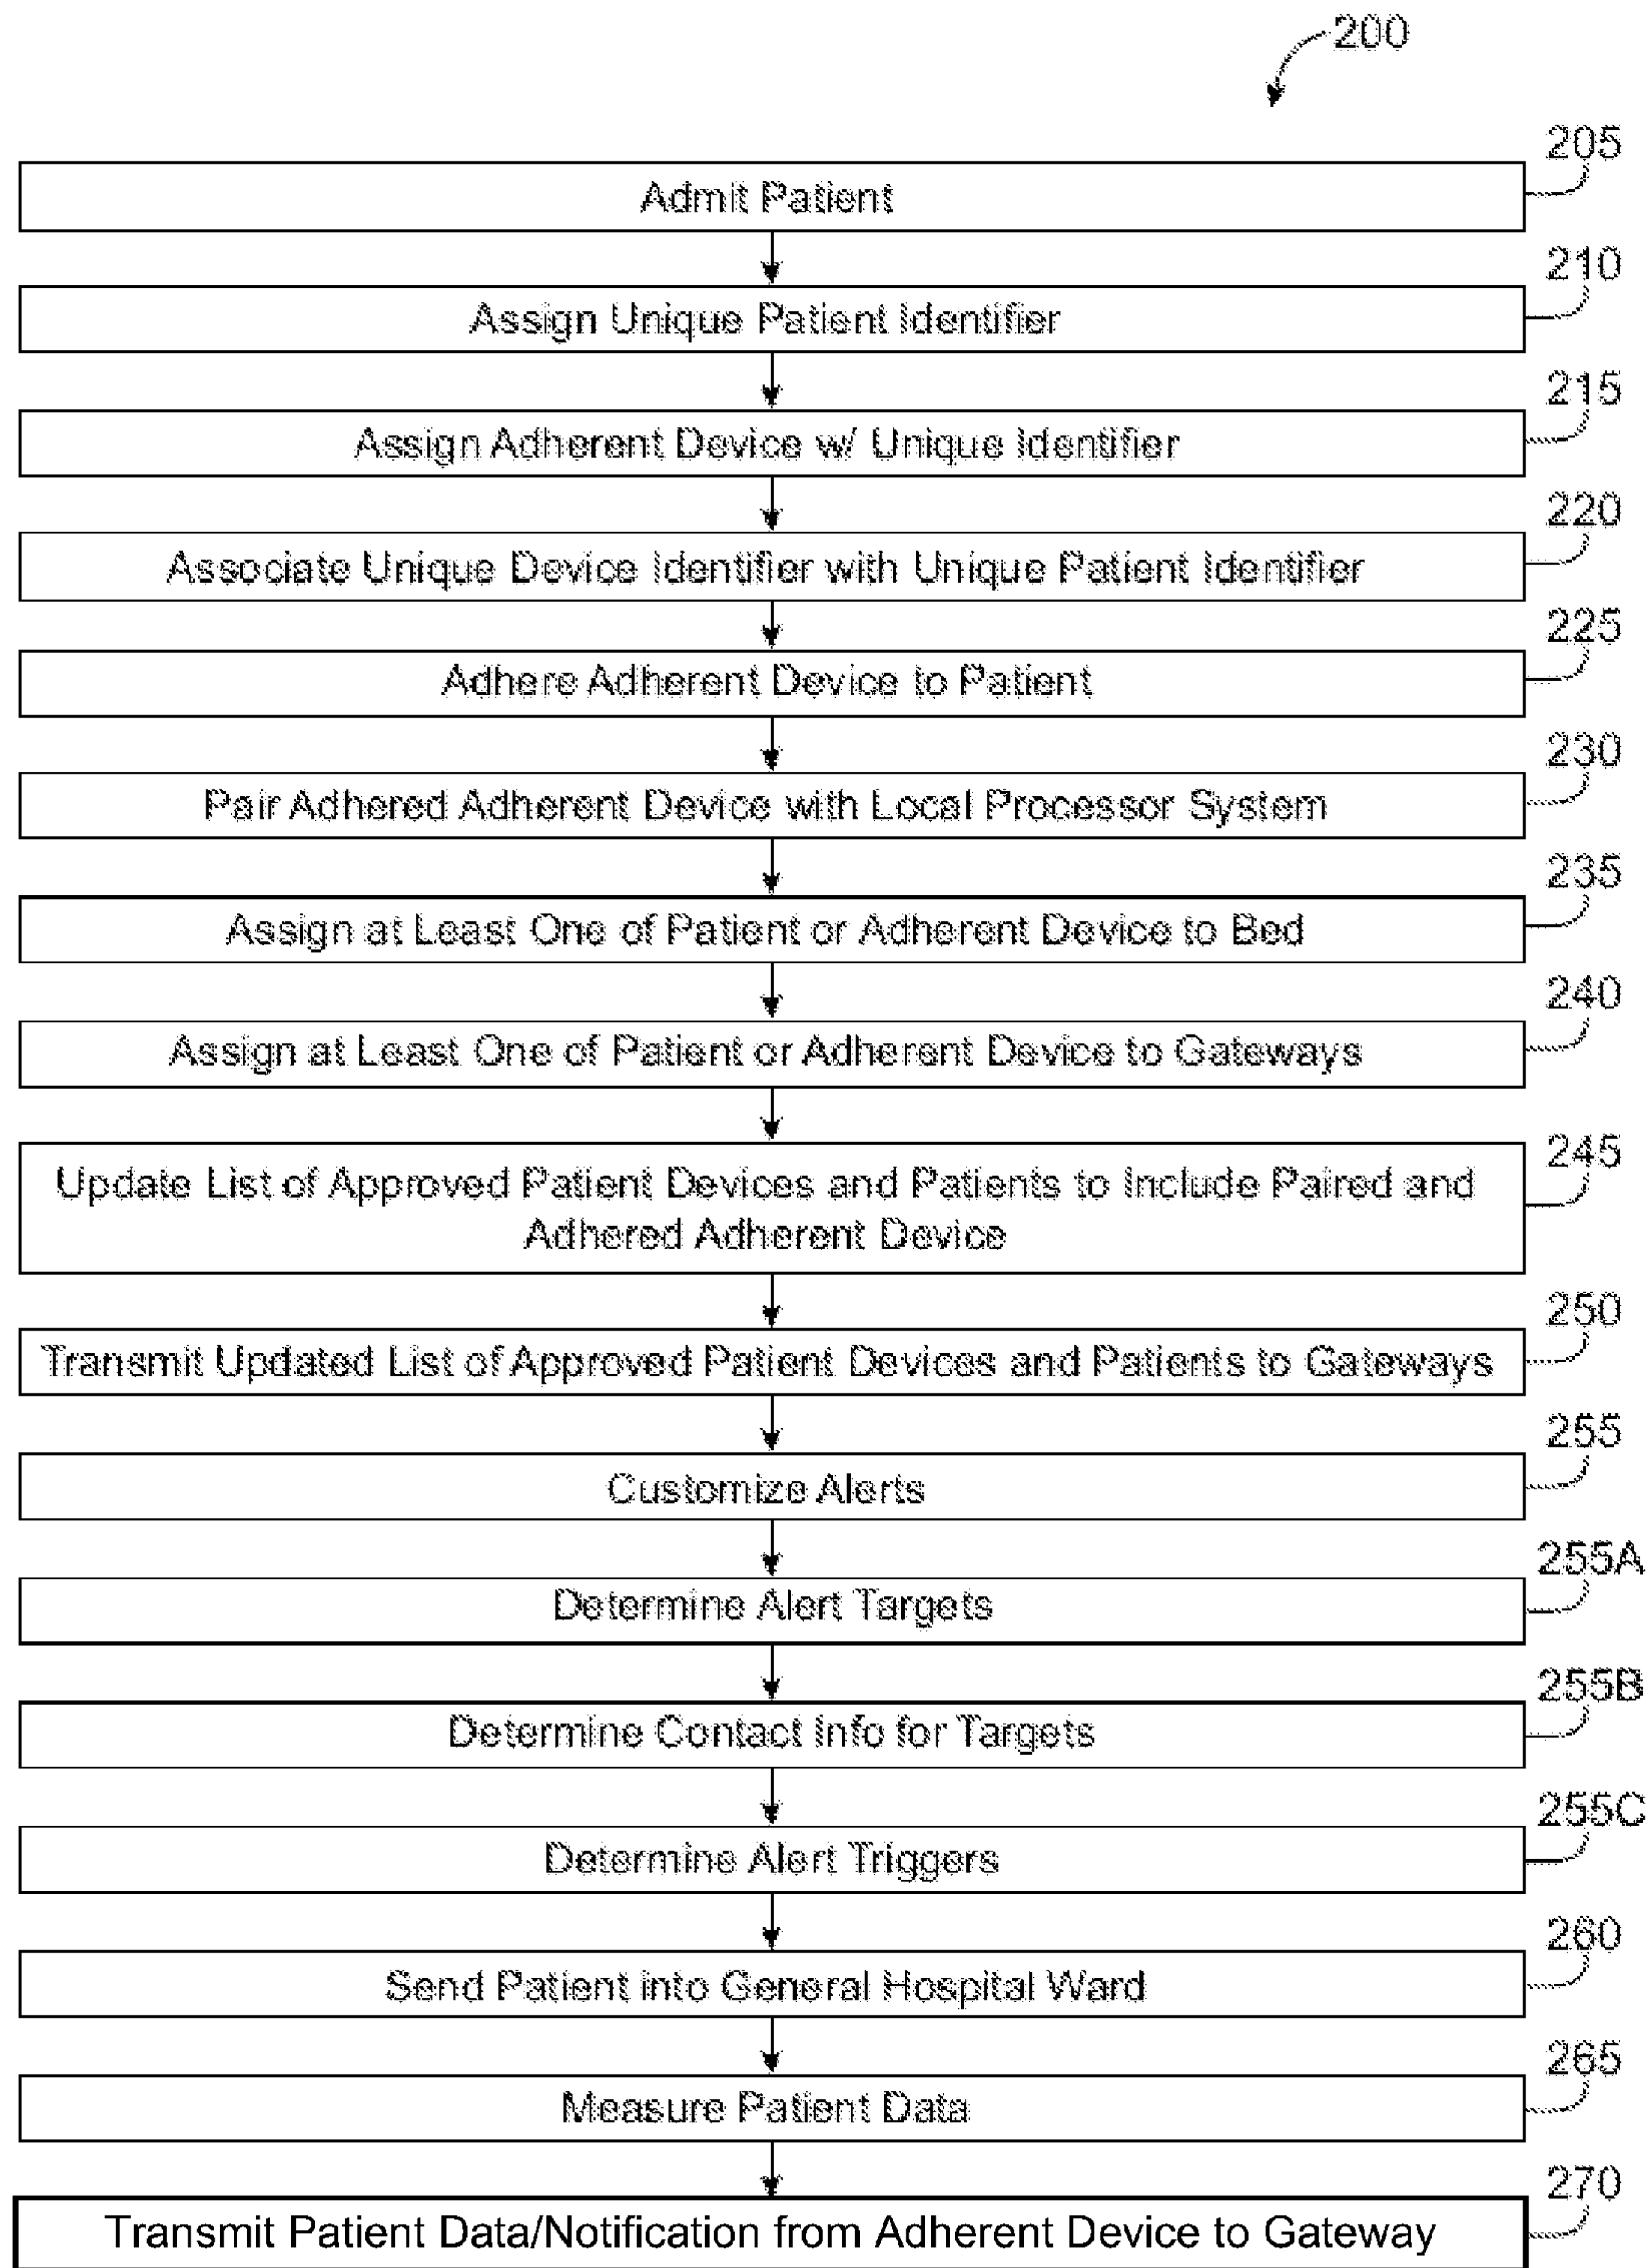 200
205
Admit Patient
210
Assign Unique Patient Identifier
215
Assign Adherent Device w/ Unique Identifier
220
Associate Unique Device Identifier with Unique Patient Identifier
225
Adhere Adherent Device to Patient
230
Pair Adhered Adherent Device with Local Processor System
235
Assign at Least One of Patient or Adherent Device to Bed
240
Assign at Least One of Patient or Adherent Device to Gateways
245
Update List of Approved Patient Devices and Patients to Include Paired and
Adhered Adherent Device
250
Transmit Updated List of Approved Patient Devices and Patients to Gateways
255
Customize Alerts
255A
Determine Alert Targets
255B
Determine Contact Info for Targets
255C
Determine Alert Triggers
260
Send Patient into General Hospital Ward
265
Measure Patient Data
270
Transmit Patient Data/Notification from Adherent Device to Gateway